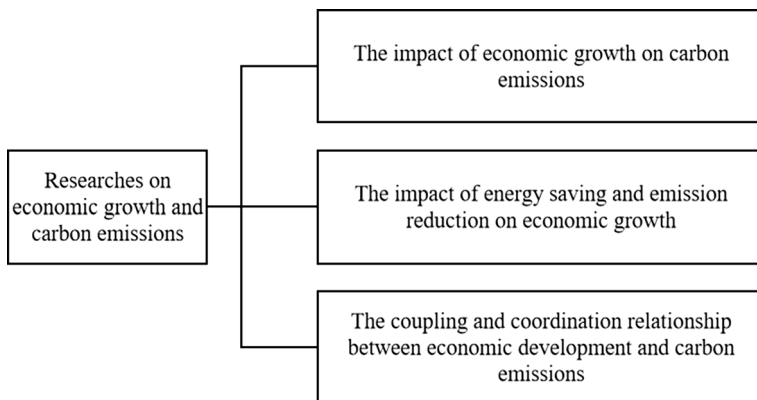 Researches on
economic growth and
carbon emissions
The impact of economic growth on carbon
emissions
The impact of energy saving and emission
reduction on economic growth
The coupling and coordination relationship
between economic development and carbon
emissions